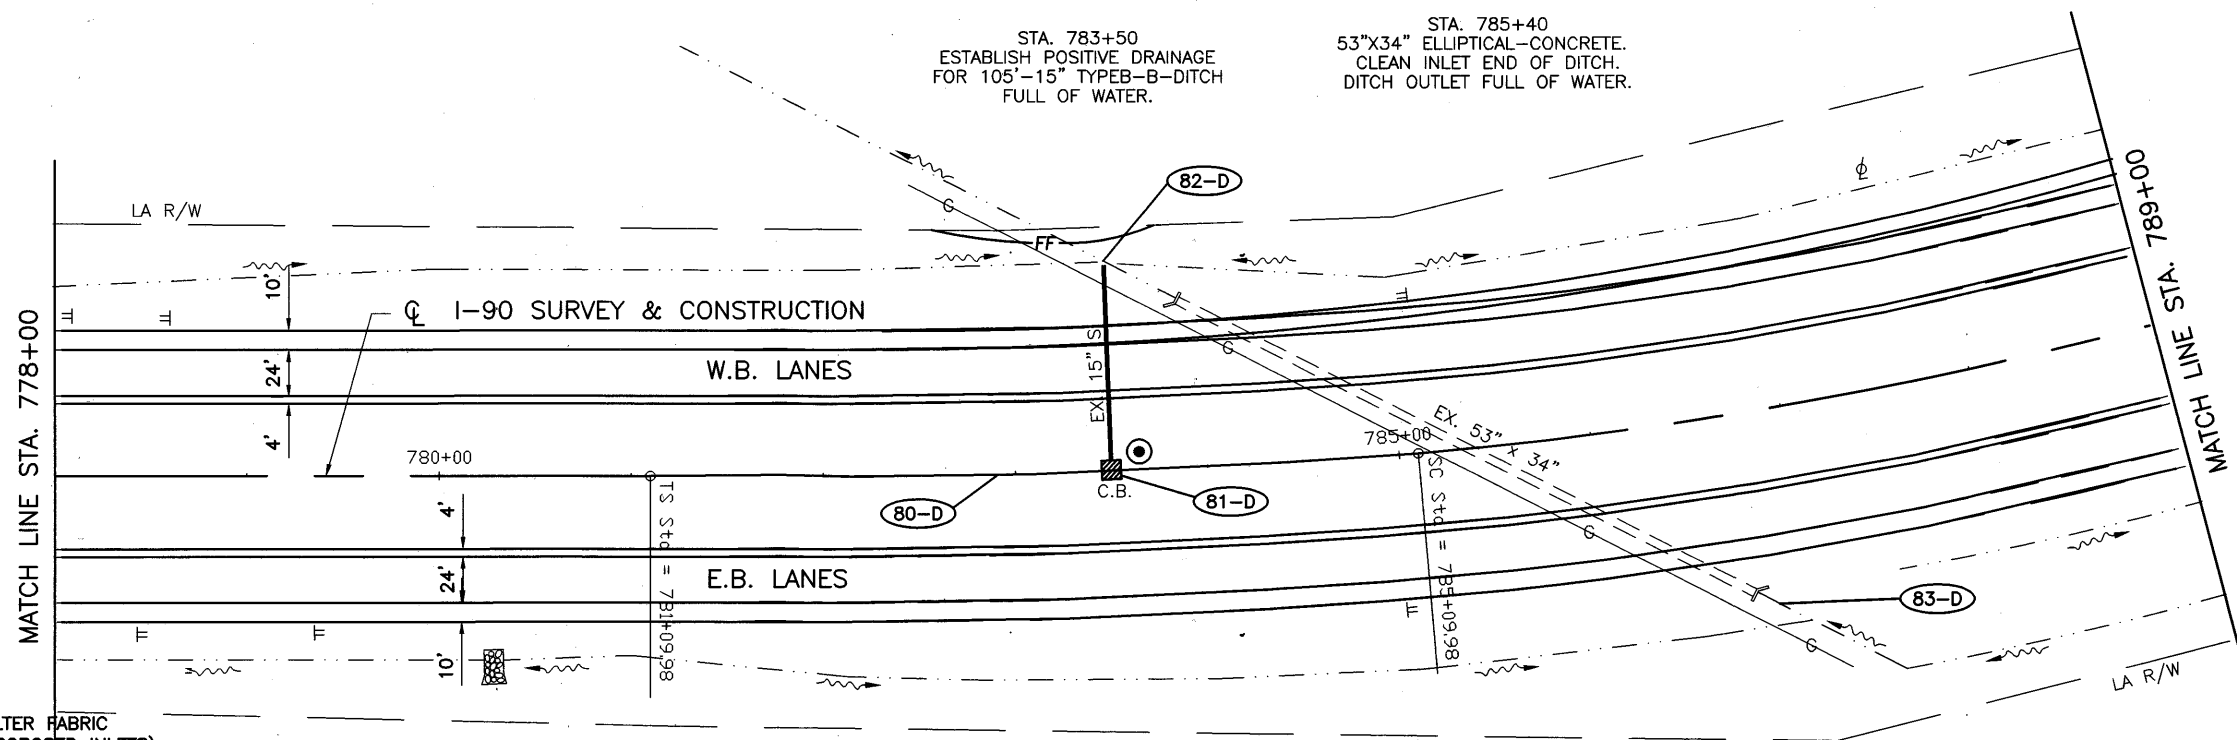 STA. 783+50
ESTABLISH POSITIVE DRAINAGE
FOR 105'-15" TYPEB-B-DITCH
FULL OF WATER.
STA. 785+40
53"X34" ELLIPTICAL-CONCRETE.
CLEAN INLET END OF DITCH.
DITCH OUTLET FULL OF WATER.
82-D
LA R/W
G
FF
10'
℄ I-90 SURVEY & CONSTRUCTION
MATCH LINE STA. 778+00
MATCH LINE STA. 789+00
24'
W.B. LANES
EX. 15" S
G
4'
780+00
785+00
EX. 53" x 34"
C.B.
80-D
81-D
4'
TS Sta = 781+09.98
SC Sta = 785+09.98
G
24'
E.B. LANES
83-D
10'
G
LA R/W
FABRIC